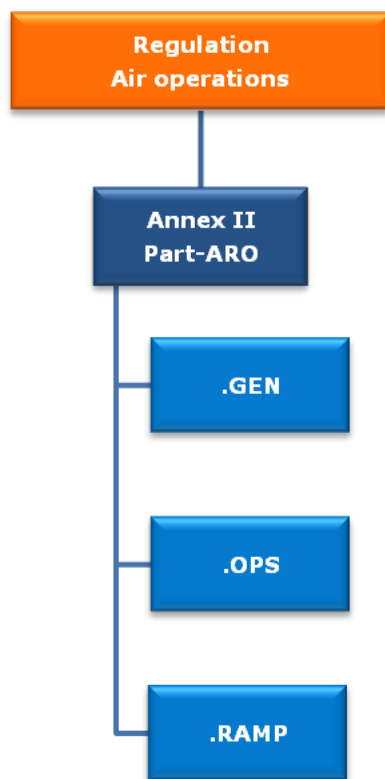 Regulation
Air operations
Annex II
Part-ARO
.GEN
.OPS
.RAMP